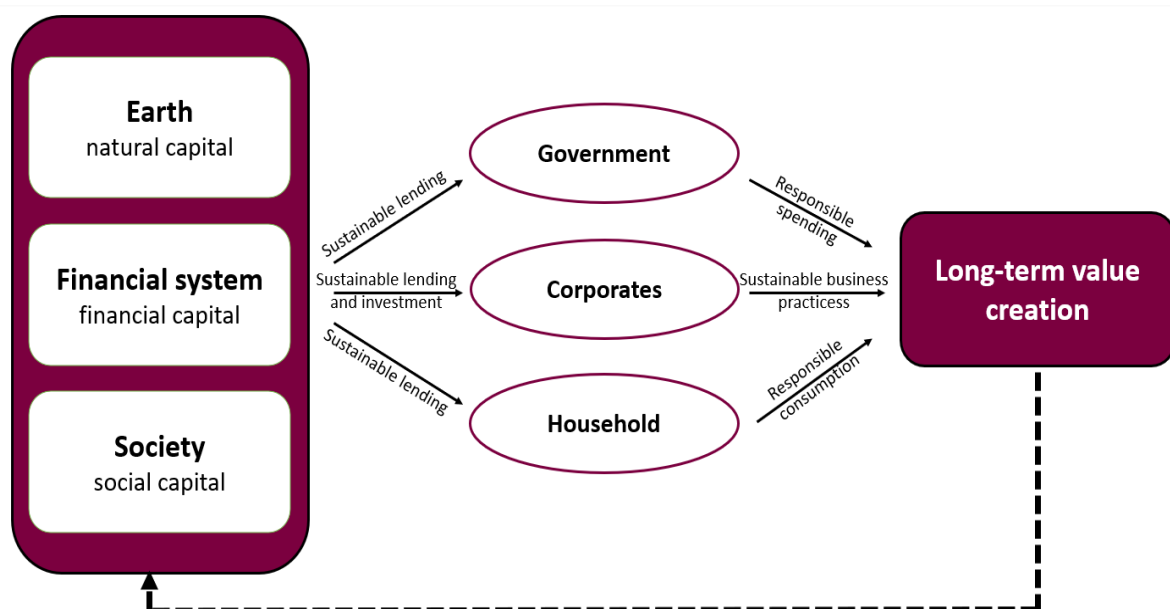 Earth
natural capital
Financial system
financial capital
Society
social capital
Sustainable lending
Sustainable lending
and investment
Sustainable lending
Government
Corporates
Household
Responsible
spending
Sustainable business
practicess
Responsible
consumption
Long-term value
creation